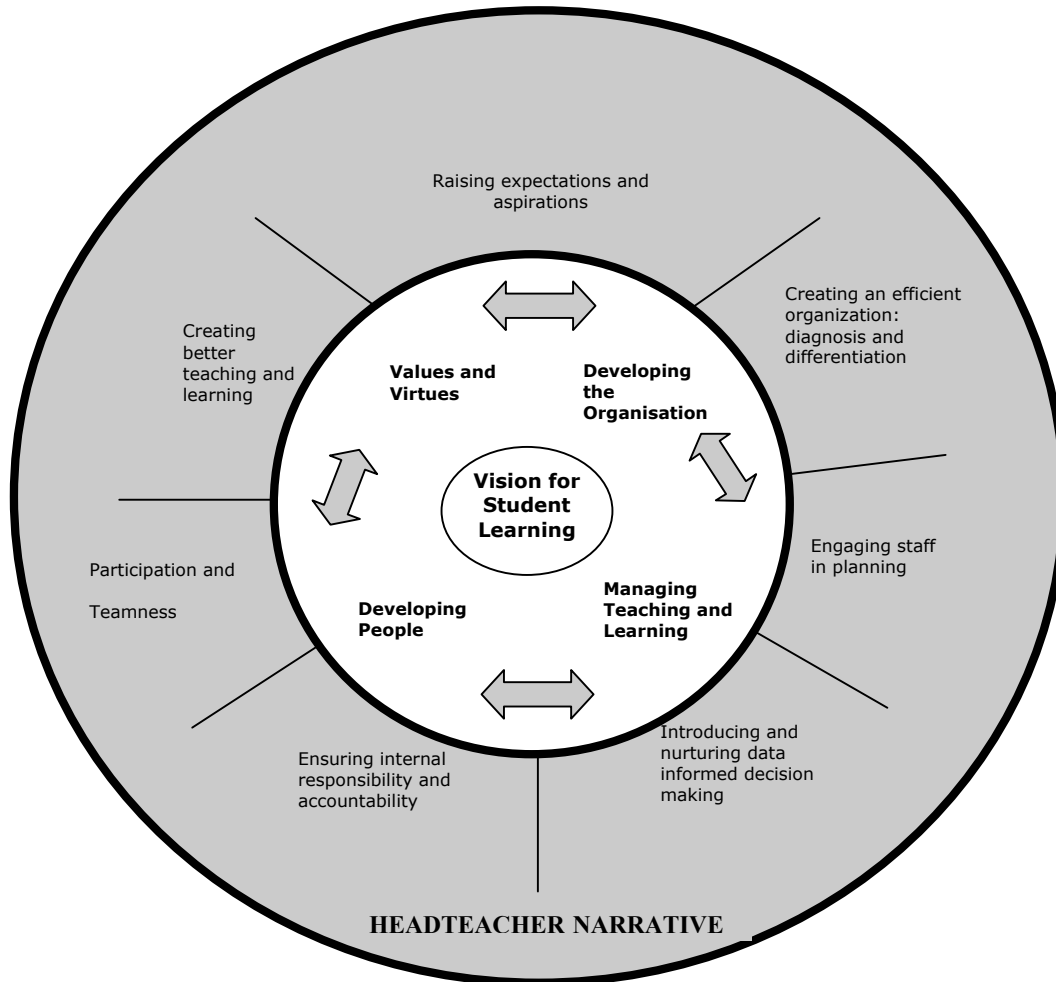 Raising expectations and
aspirations
Creating an efficient
organization:
diagnosis and
differentiation
Creating
better
teaching and
learning
Values and
Virtues
Developing
the
Organisation
Vision for
Student
Learning
Engaging staff
in planning
Participation and
Teamness
Developing
People
Managing
Teaching and
Learning
Ensuring internal
responsibility and
accountability
Introducing and
nurturing data
informed decision
making
HEADTEACHER NARRATIVE